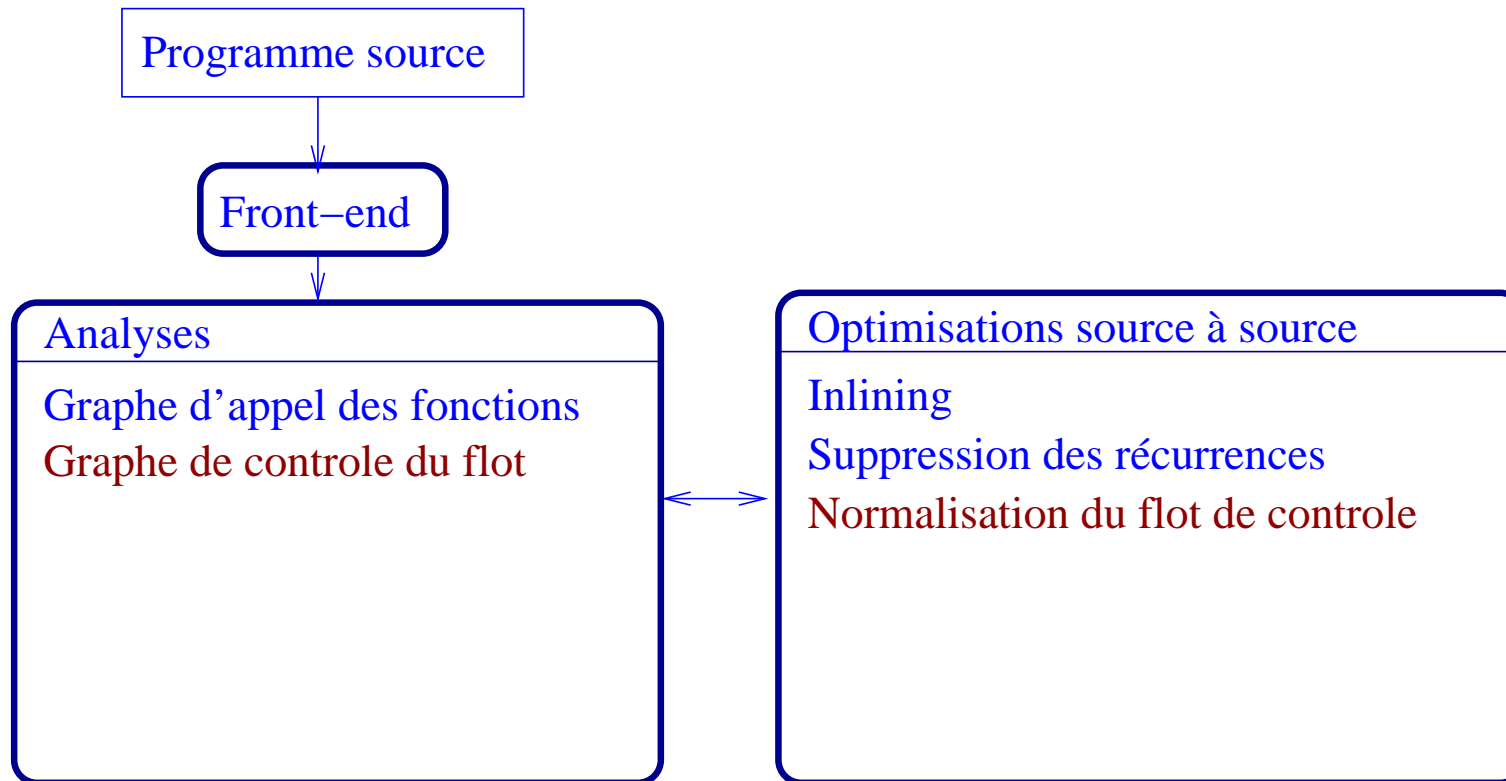 Programme source
Front−end
Analyses
Graphe d’appel des fonctions
Graphe de controle du flot
Optimisations source à source
Inlining
Suppression des récurrences
Normalisation du flot de controle